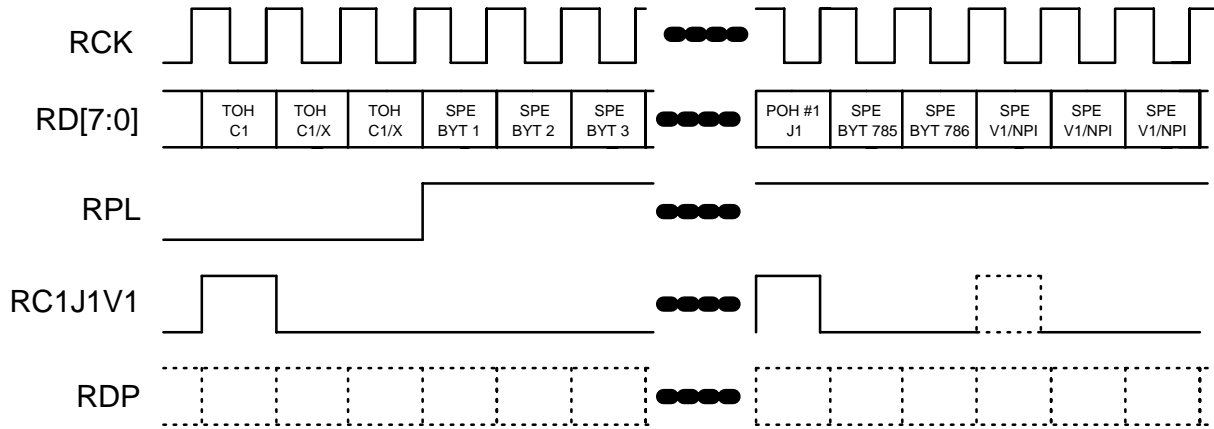 RCK
RD[7:0]
TOH C1
TOH C1/X
TOH C1/X
SPE BYT 1
SPE BYT 2
SPE BYT 3
POH #1 J1
SPE BYT 785
SPE BYT 786
SPE V1/NPI
SPE V1/NPI
SPE V1/NPI
RPL
RC1J1V1
RDP